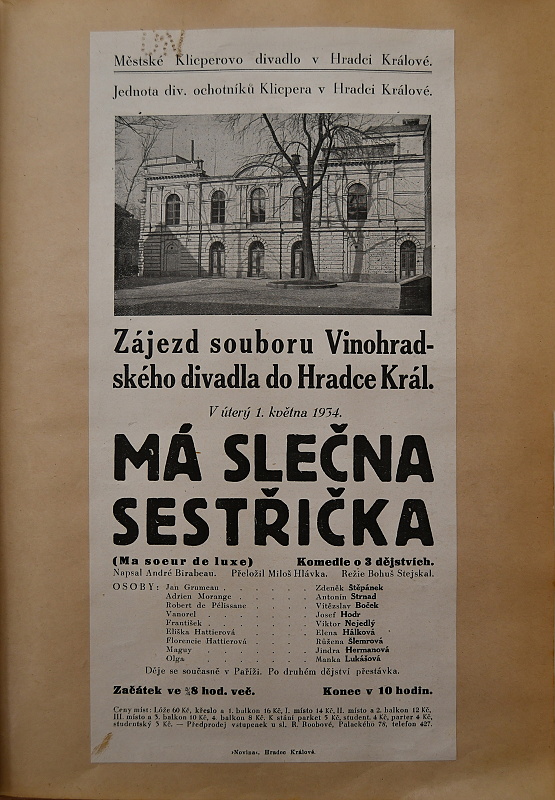 Městské Klicperovo divadlo v Hradci Králové.
Jednota div. ochotníků Klicpera v Hradci Králové.
Zájezd souboru Vinohrad-
ského divadla do Hradce Král.
V úterý 1. května 1934.
MÁ SLEČNA
SESTŘIČKA
(Ma soeur de luxe) Komedie o 3 dějstvích.
Napsal André Birabeau. Přeložil Miloš Hlávka. Režie Bohuš Stejskal.
OSOBY: Jan Grumeau . . . . . . Zdeněk Štěpánek
Adrien Morange . . . . . . Antonín Strnad
Robert de Pélissane . . . . . Vítězslav Boček
Vanorel . . . . . . . Josef Hodr
František . . . . . . . Viktor Nejedlý
Eliška Hattierová . . . . . Elena Hálková
Florencie Hattierová . . . . . Růžena Šlemrová
Maguy . . . . . . . Jindra Hermanová
Olga . . . . . . . Manka Lukášová
Děje se současně v Paříži. Po druhém dějství přestávka.
Začátek ve ¾8 hod. več. Konec v 10 hodin.
Ceny míst: Lóže 60 Kč, křeslo a 1. balkon 16 Kč, I. místo 14 Kč, II. místo a 2. balkon 12 Kč,
III. místo a 3. balkon 10 Kč, 4. balkon 8 Kč. K stání parket 5 Kč, student. 4 Kč, parter 4 Kč,
studentský 3 Kč. — Předprodej vstupenek u sl. R. Roobové, Palackého 78, telefon 427.
»Novina«, Hradec Králové.